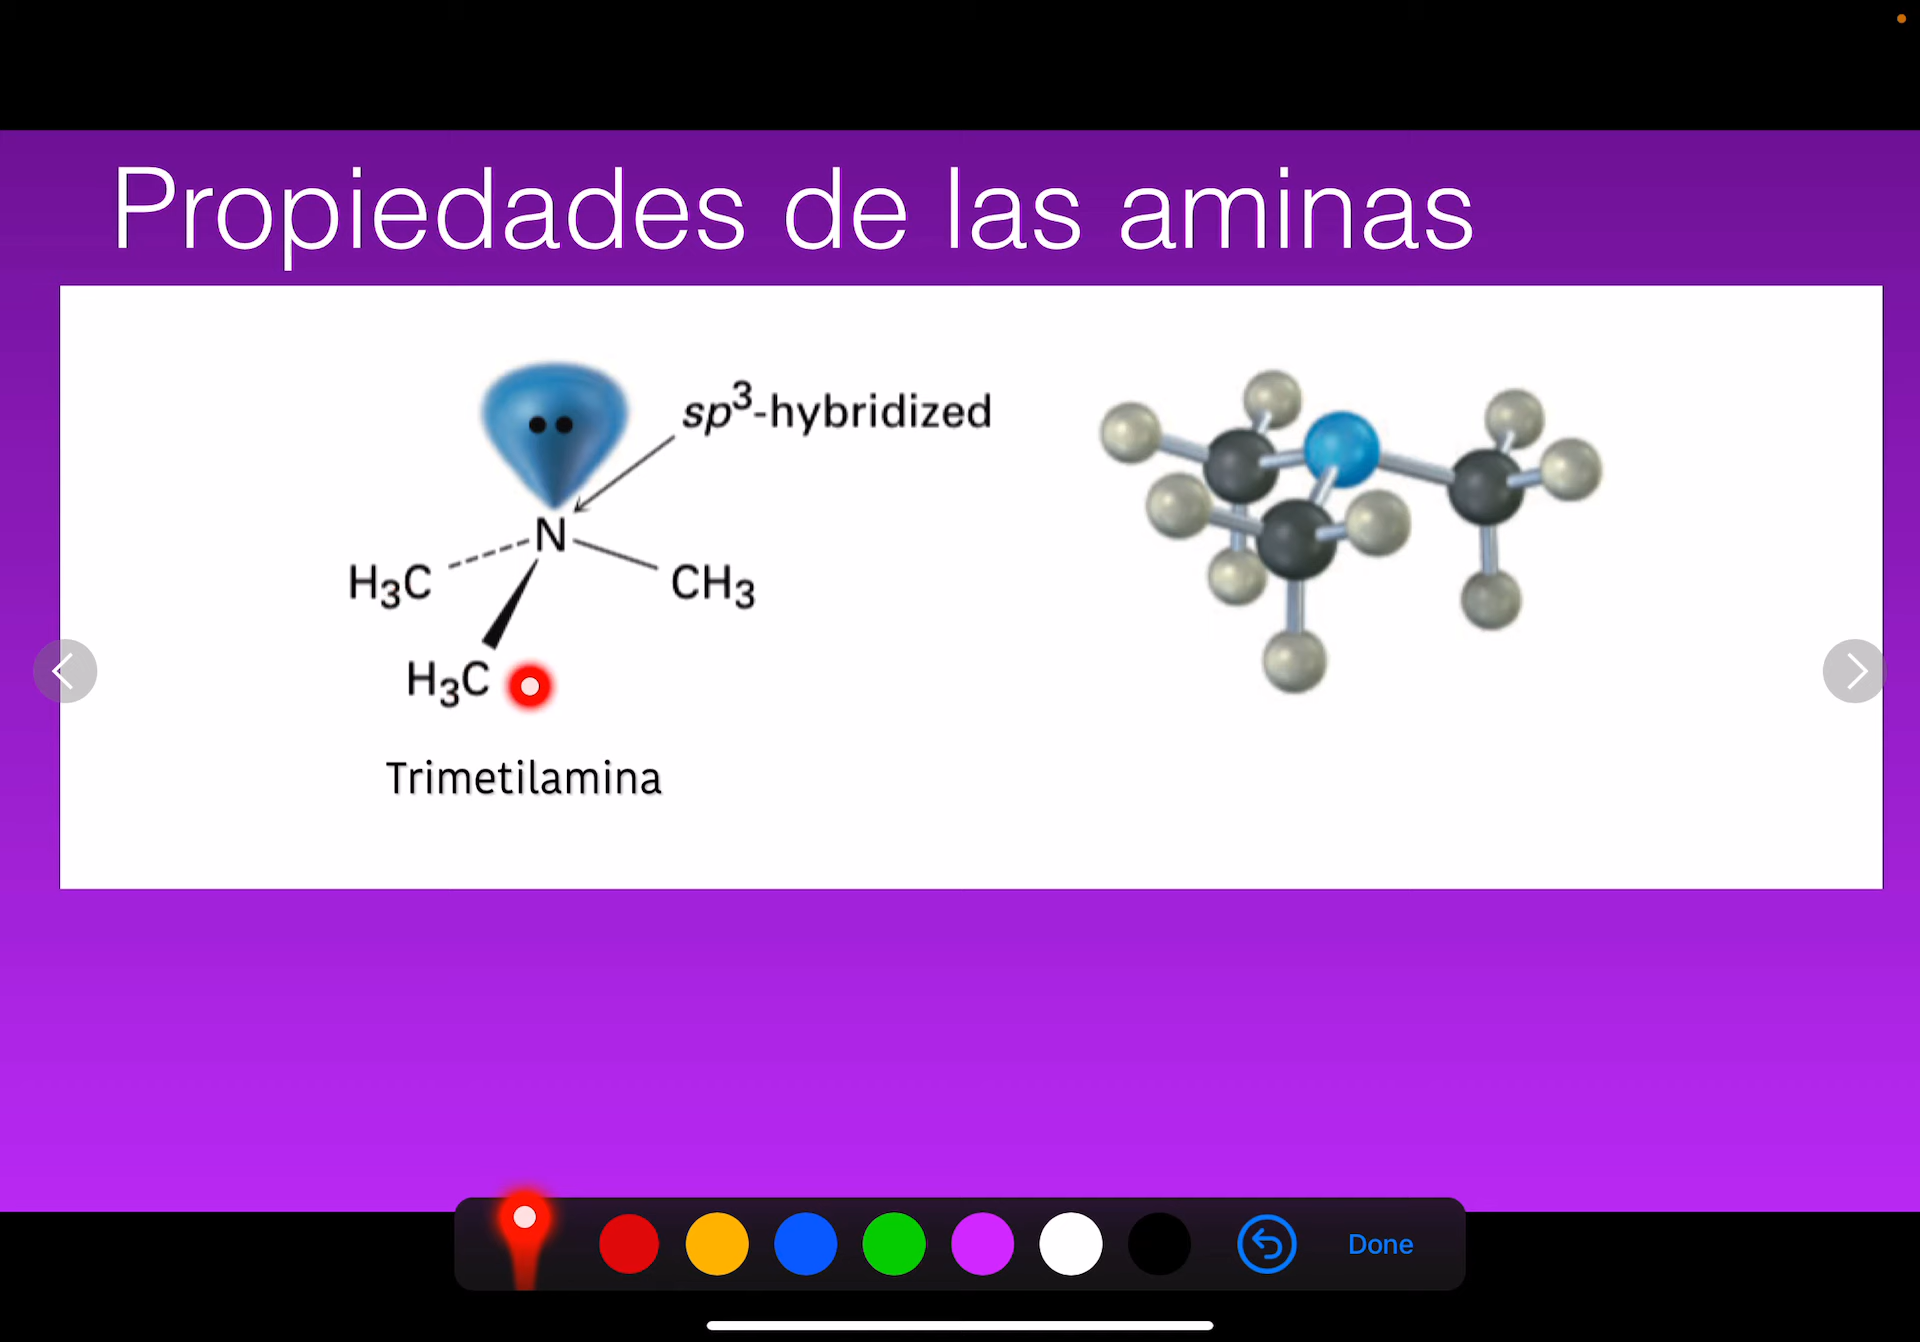 Propiedades de las aminas
sp³-hybridized
N
H₃C
CH₃
H₃C
Trimetilamina
Done